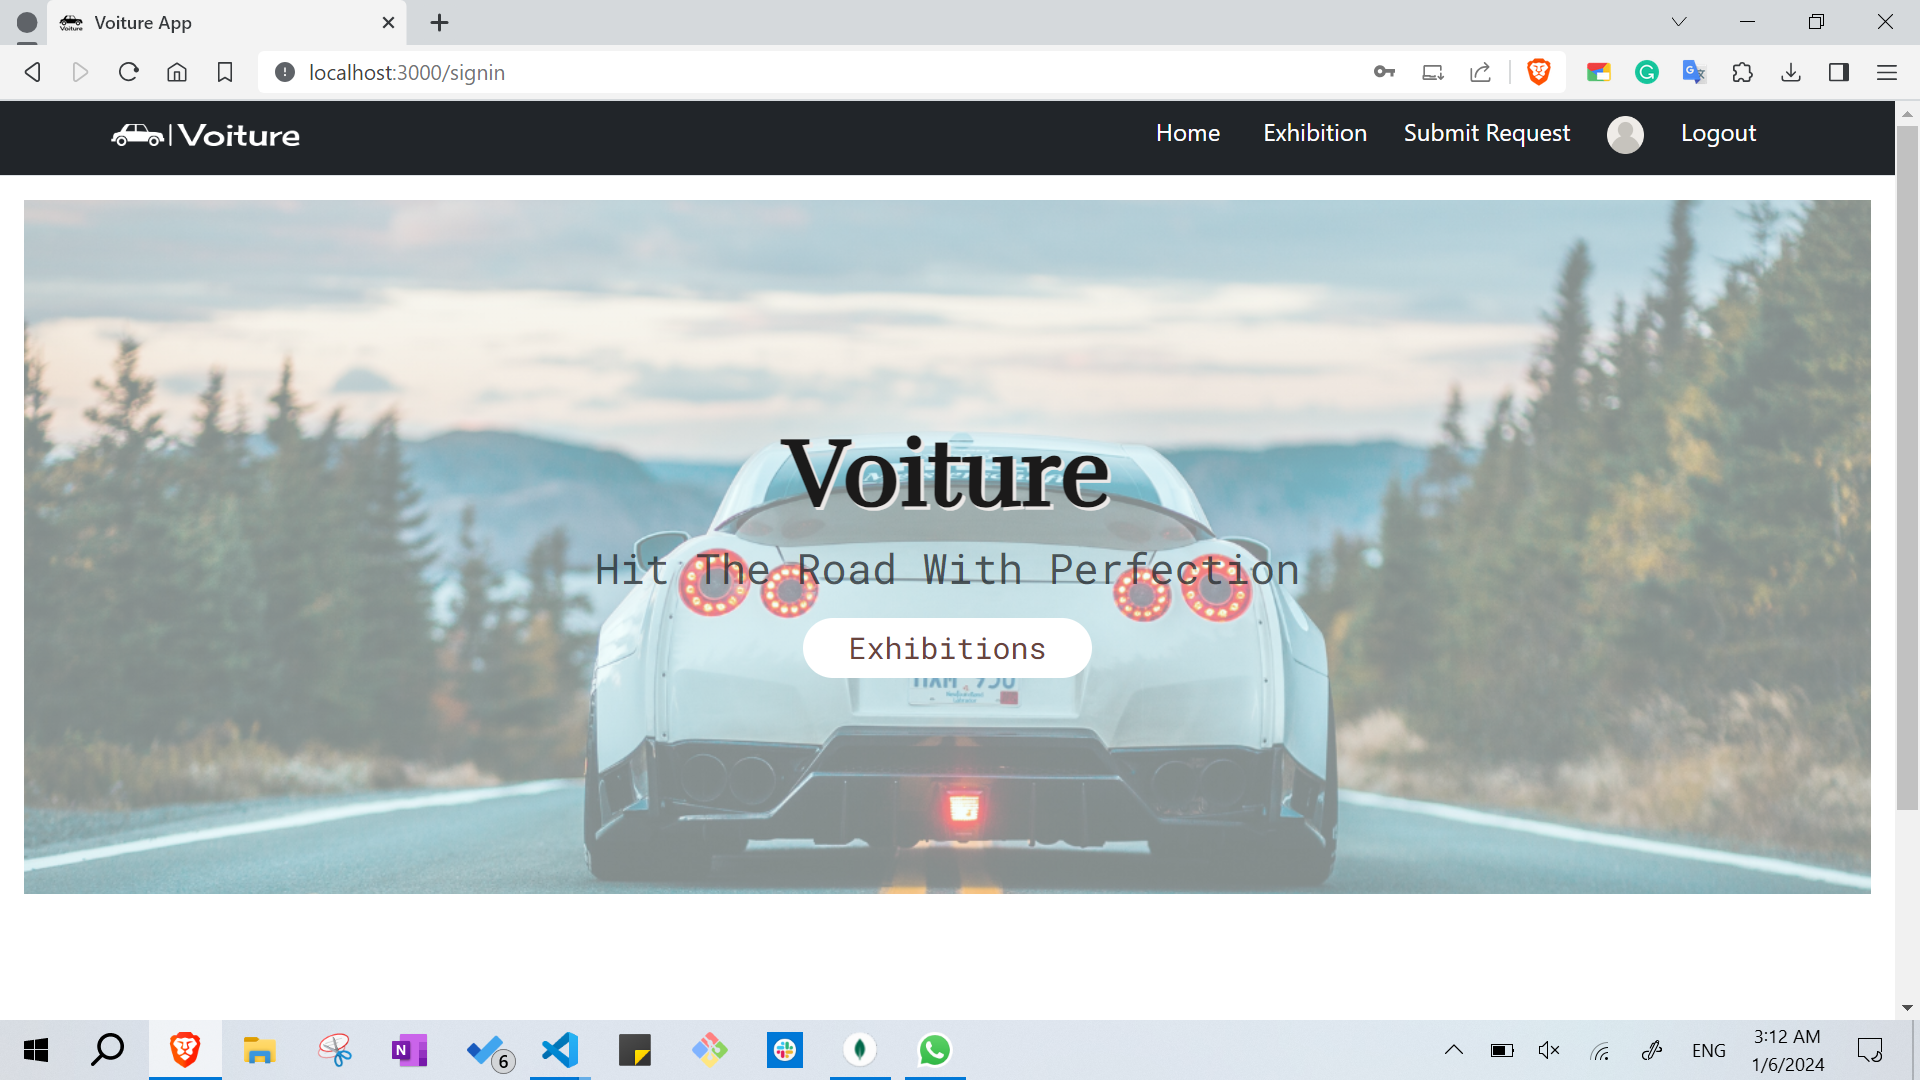 Voiture App
localhost:3000/signin
Voiture
Home
Exhibition
Submit Request
Logout
Voiture
Hit The Road With Perfection
Exhibitions
6
ENG
3:12 AM
1/6/2024